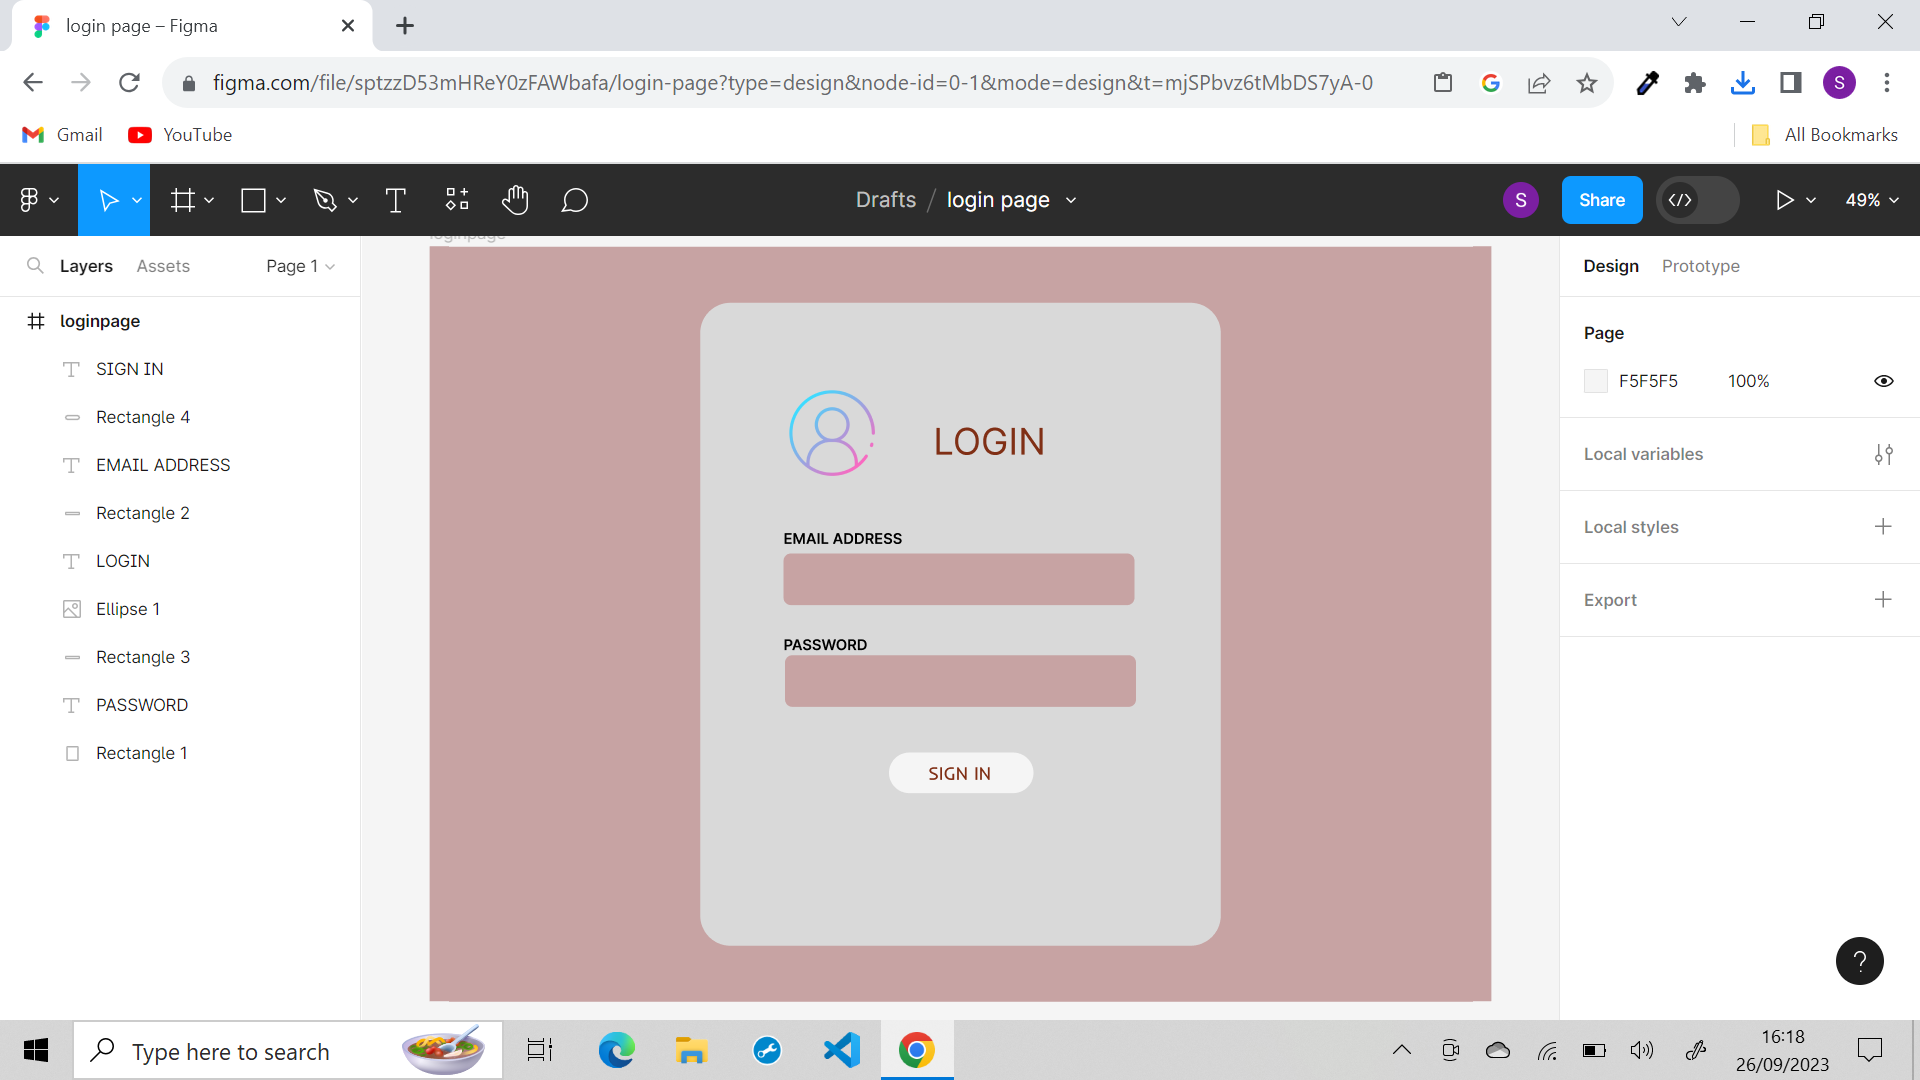 login page – Figma
figma.com/file/sptzzD53mHReY0zFAWbafa/login-page?type=design&node-id=0-1&mode=design&t=mjSPbvz6tMbDS7yA-0
S
Gmail
YouTube
All Bookmarks
Drafts / login page
S
Share
49%
Layers
Assets
Page 1
loginpage
SIGN IN
Rectangle 4
EMAIL ADDRESS
Rectangle 2
LOGIN
Ellipse 1
Rectangle 3
PASSWORD
Rectangle 1
loginpage
LOGIN
EMAIL ADDRESS
PASSWORD
SIGN IN
Design
Prototype
Page
F5F5F5
100%
Local variables
Local styles
Export
?
Type here to search
16:18
26/09/2023